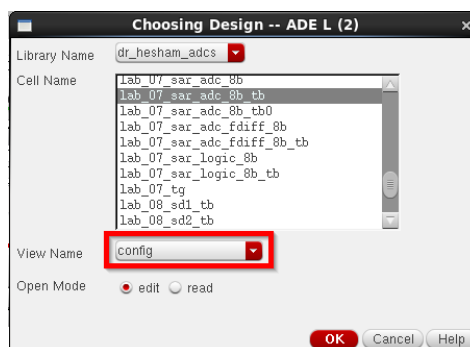 Choosing Design -- ADE L (2)
Library Name dr_hesham_adcs
Cell Name
lab_07_sar_adc_8b
lab_07_sar_adc_8b_tb
lab_07_sar_adc_8b_tb0
lab_07_sar_adc_fdiff_8b
lab_07_sar_adc_fdiff_8b_tb
lab_07_sar_logic_8b
lab_07_sar_logic_8b_tb
lab_07_tg
lab_08_sd1_tb
lab_08_sd2_tb
View Name config
Open Mode edit read
OK Cancel Help